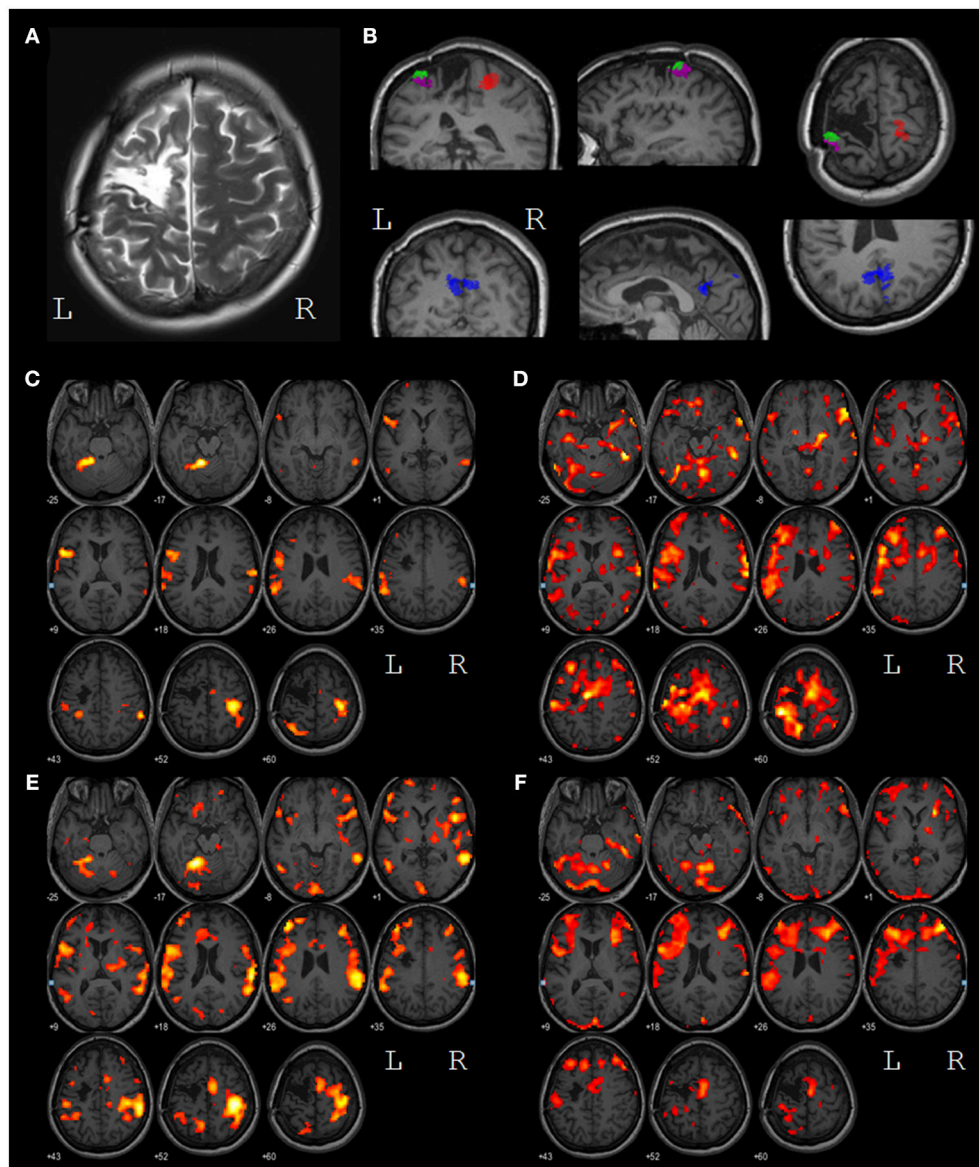 A
B
L R
L R
C
D
-25 -17 -8 +1
-25 -17 -8 +1
+9 +18 +26 +35
+9 +18 +26 +35
L R
L R
+43 +52 +60
+43 +52 +60
E
F
-25 -17 -8 +1
-25 -17 -8 +1
+9 +18 +26 +35
+9 +18 +26 +35
L R
L R
+43 +52 +60
+43 +52 +60